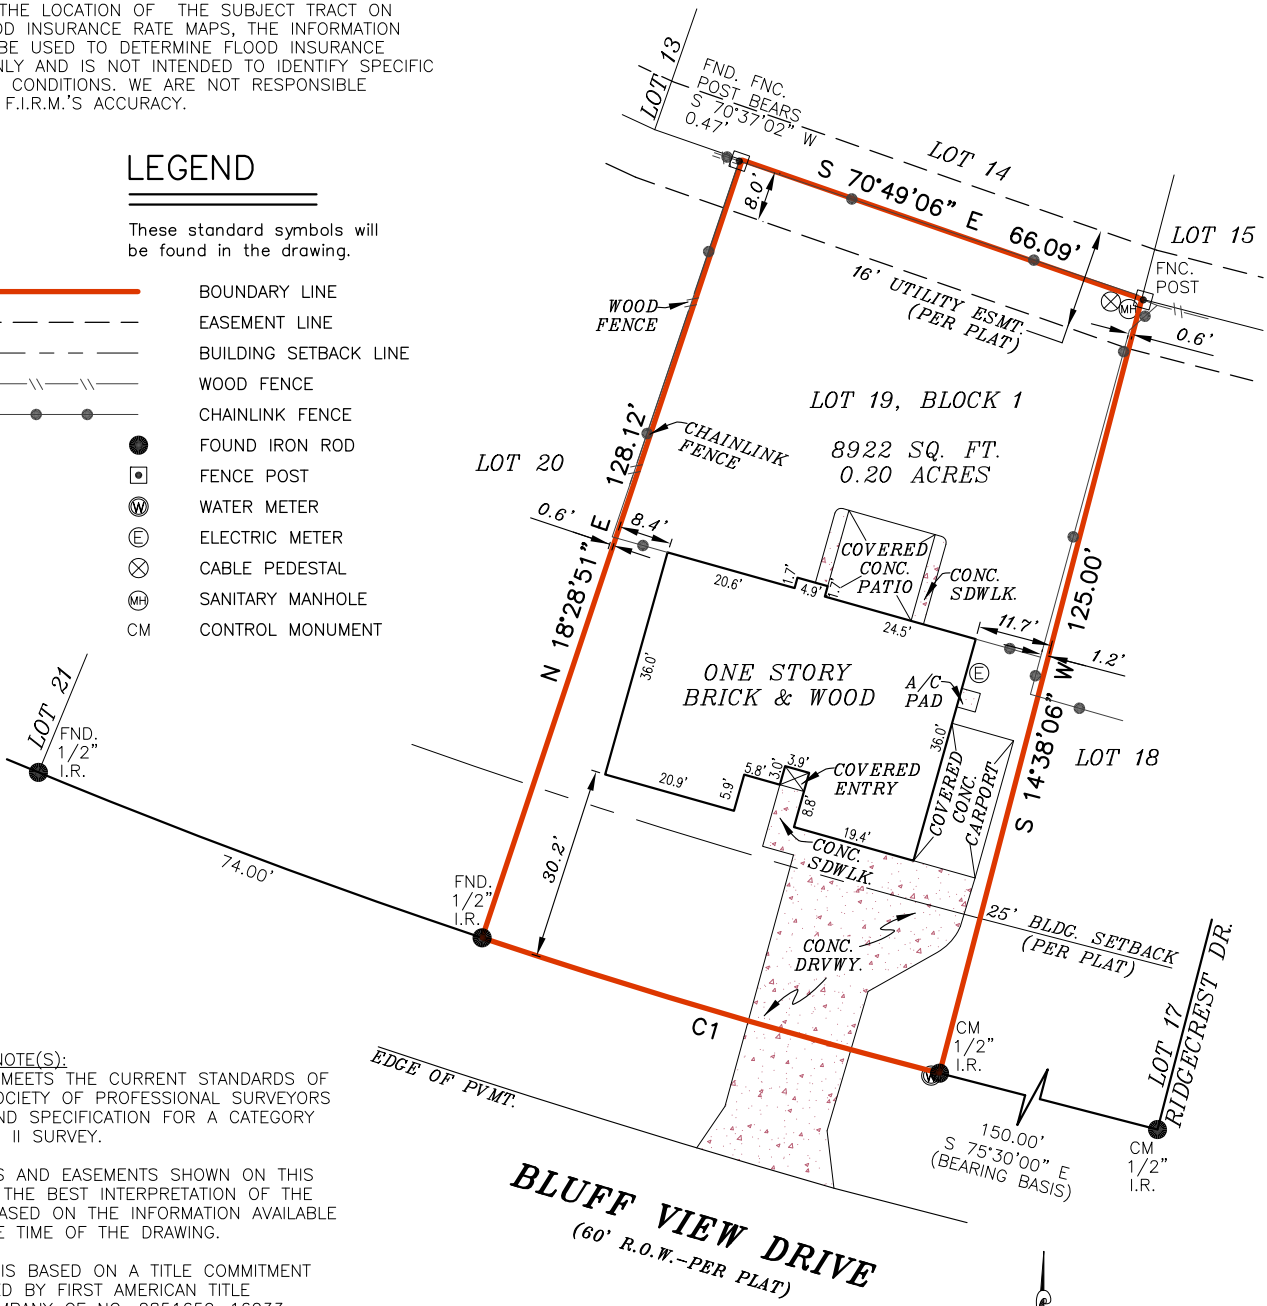 THE LOCATION OF THE SUBJECT TRACT ON
OD INSURANCE RATE MAPS, THE INFORMATION
BE USED TO DETERMINE FLOOD INSURANCE
NLY AND IS NOT INTENDED TO IDENTIFY SPECIFIC
CONDITIONS. WE ARE NOT RESPONSIBLE
F.I.R.M.'S ACCURACY.
LEGEND
These standard symbols will
be found in the drawing.
BOUNDARY LINE
EASEMENT LINE
BUILDING SETBACK LINE
WOOD FENCE
CHAINLINK FENCE
FOUND IRON ROD
FENCE POST
W WATER METER
E ELECTRIC METER
CABLE PEDESTAL
MH SANITARY MANHOLE
CM CONTROL MONUMENT
LOT 13
FND. FNC.
POST BEARS
S 70°37'02" W
0.47'
LOT 14
S 70°49'06" E 66.09'
8.0'
LOT 15
FNC.
POST
MH
16' UTILITY ESMT.
(PER PLAT)
0.6'
WOOD
FENCE
LOT 19, BLOCK 1
8922 SQ. FT.
0.20 ACRES
CHAINLINK
FENCE
LOT 20
N 18°28'51" E 128.12'
0.6'
8.4'
COVERED
CONC.
PATIO
CONC.
SDWLK.
20.6'
1.7'
4.9'
1.7'
24.5'
11.7'
1.2'
S 14°38'06" W 125.00'
36.0'
ONE STORY
BRICK & WOOD
A/C
PAD
E
36.0'
LOT 18
LOT 21
FND.
1/2"
I.R.
20.9'
5.9'
5.8'
3.0'
3.9'
8.8'
COVERED
ENTRY
19.4'
COVERED
CONC.
CARPORT
CONC.
SDWLK.
30.2'
74.00'
FND.
1/2"
I.R.
25' BLDG. SETBACK
(PER PLAT)
CONC.
DRVWY.
C1
CM
1/2"
I.R.
W
LOT 17
RIDGECREST DR.
150.00'
S 75°30'00" E
(BEARING BASIS)
CM
1/2"
I.R.
EDGE OF PVMT.
BLUFF VIEW DRIVE
(60' R.O.W.-PER PLAT)
NOTE(S):
MEETS THE CURRENT STANDARDS OF
OCIETY OF PROFESSIONAL SURVEYORS
ND SPECIFICATION FOR A CATEGORY
II SURVEY.
S AND EASEMENTS SHOWN ON THIS
THE BEST INTERPRETATION OF THE
ASED ON THE INFORMATION AVAILABLE
E TIME OF THE DRAWING.
IS BASED ON A TITLE COMMITMENT
ED BY FIRST AMERICAN TITLE